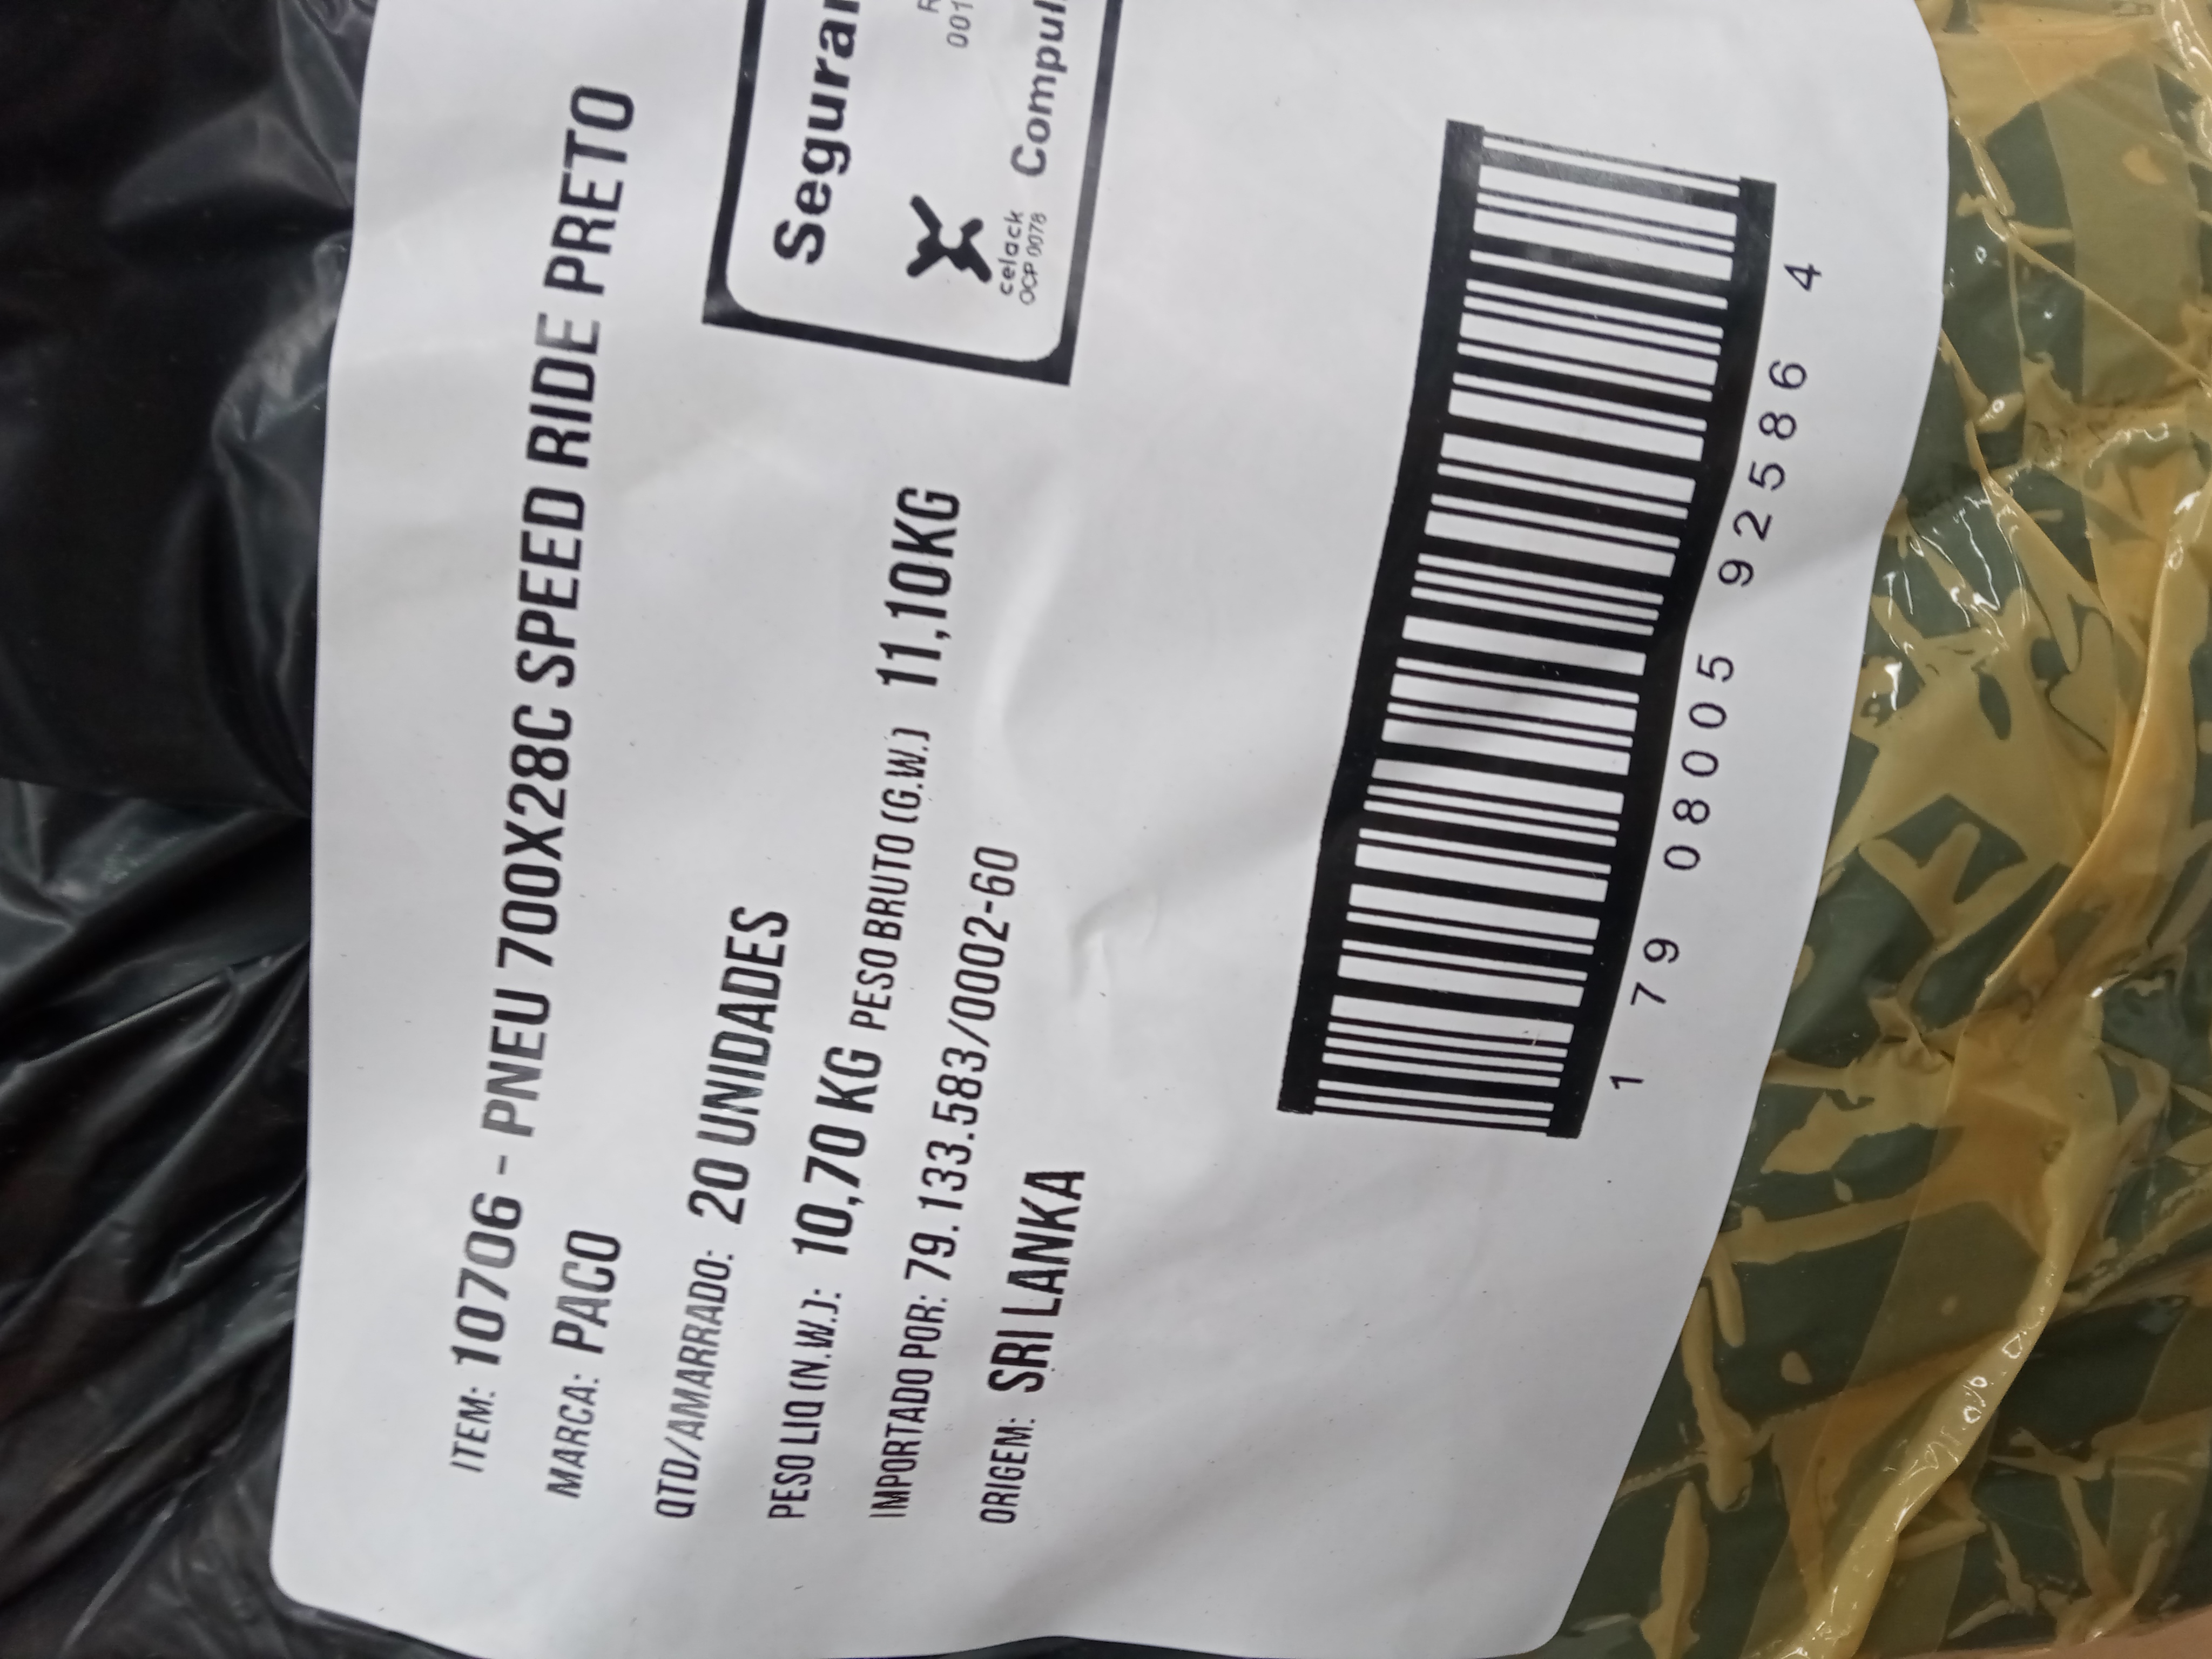 ITEM: 10706 - PNEU 700X28C SPEED RIDE PRETO
MARCA: PACO
QTD/AMARRADO: 20 UNIDADES
PESO LIQ (N.W.): 10,70 KG PESO BRUTO (G.W.) 11,10KG
IMPORTADO POR: 79.133.583/0002-60
ORIGEM: SRI LANKA
celack
OCP 0078
001
1 79 08005 92586 4